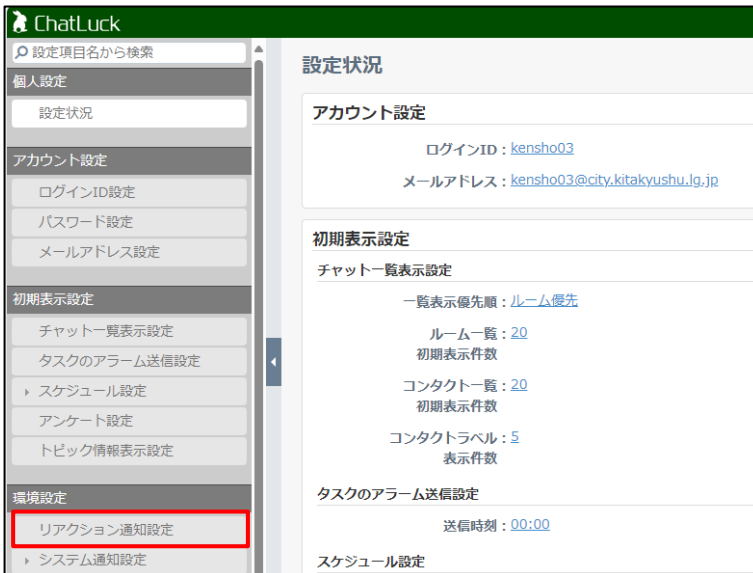 ChatLuck
設定項目名から検索
個人設定
設定状況
アカウント設定
ログインID設定
パスワード設定
メールアドレス設定
初期表示設定
チャット一覧表示設定
タスクのアラーム送信設定
スケジュール設定
アンケート設定
トピック情報表示設定
環境設定
リアクション通知設定
システム通知設定
設定状況
アカウント設定
ログインID：kensho03
メールアドレス：kensho03@city.kitakyushu.lg.jp
初期表示設定
チャット一覧表示設定
一覧表示優先順：ルーム優先
ルーム一覧：20
初期表示件数
コンタクト一覧：20
初期表示件数
コンタクトラベル：5
表示件数
タスクのアラーム送信設定
送信時刻：00:00
スケジュール設定